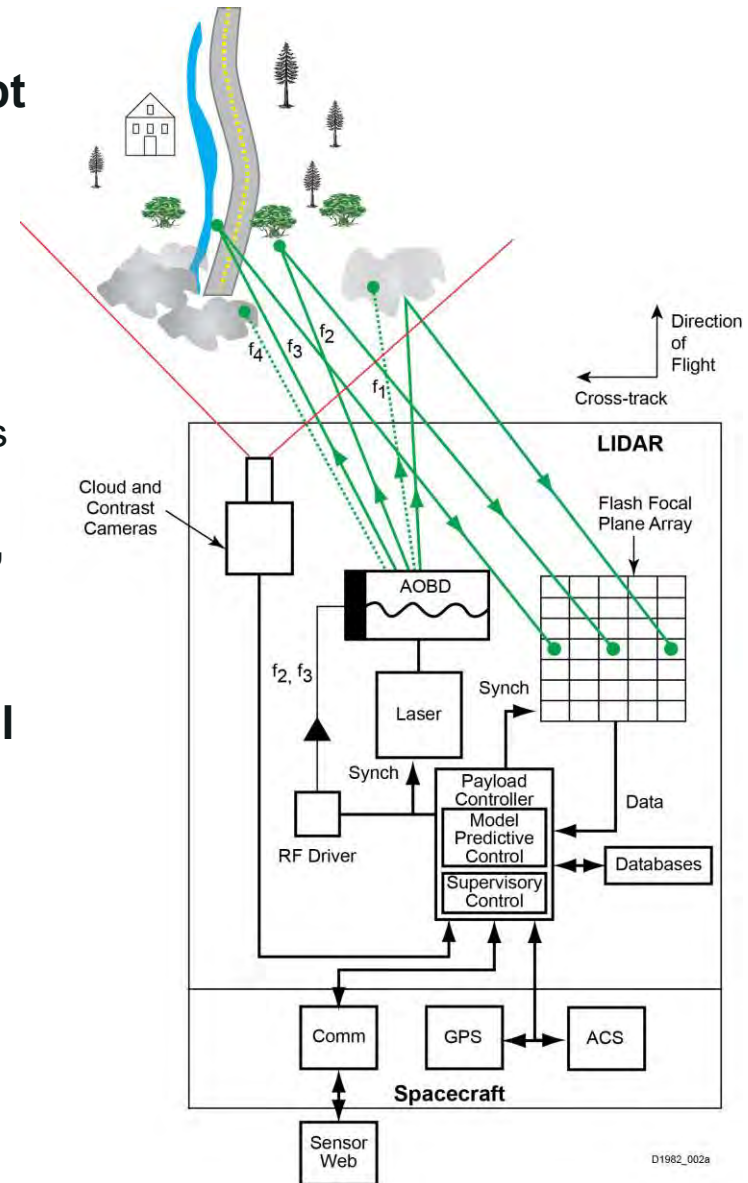 ot
s
,
l
f4
f3
f2
f1
Direction
of
Flight
Cross-track
LIDAR
Cloud and
Contrast
Cameras
Flash Focal
Plane Array
AOBD
f2, f3
Laser
Synch
Synch
Payload
Controller
Model
Predictive
Control
Supervisory
Control
Data
RF Driver
Databases
Comm
GPS
ACS
Spacecraft
Sensor
Web
D1982_002a